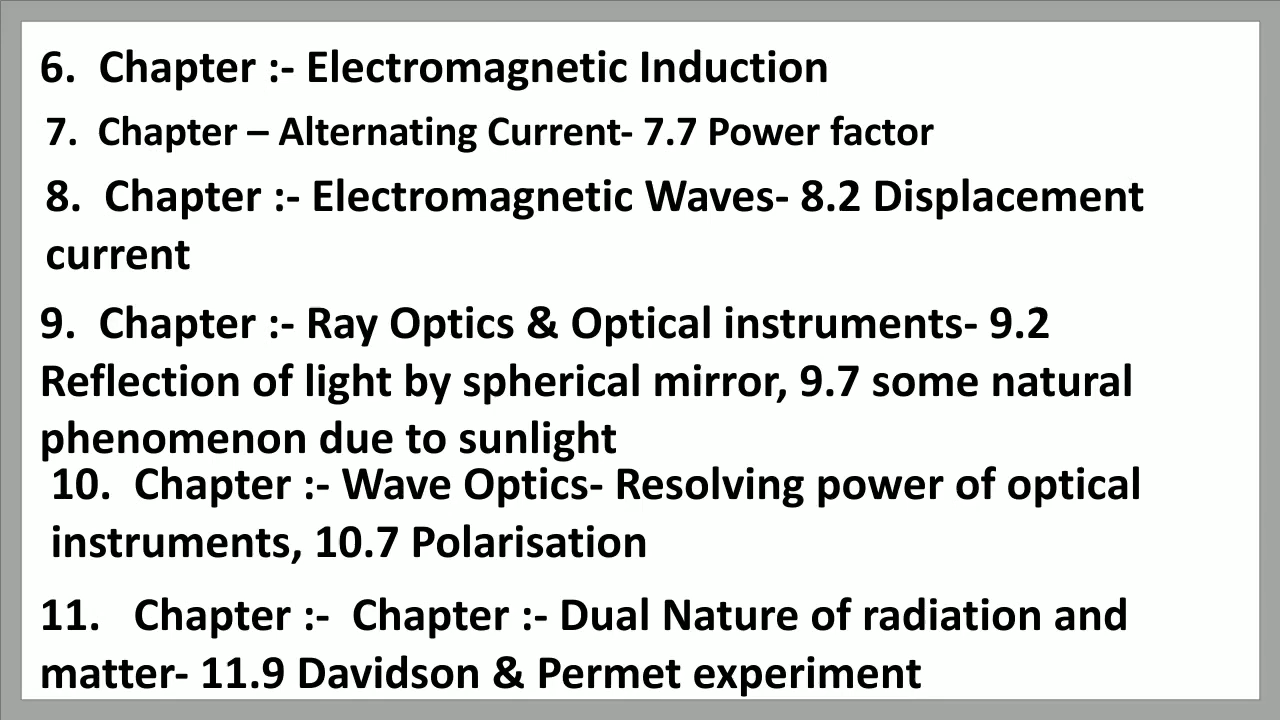 6. Chapter :- Electromagnetic Induction
7. Chapter – Alternating Current- 7.7 Power factor
8. Chapter :- Electromagnetic Waves- 8.2 Displacement
current
9. Chapter :- Ray Optics & Optical instruments- 9.2
Reflection of light by spherical mirror, 9.7 some natural
phenomenon due to sunlight
10. Chapter :- Wave Optics- Resolving power of optical
instruments, 10.7 Polarisation
11. Chapter :- Chapter :- Dual Nature of radiation and
matter- 11.9 Davidson & Permet experiment